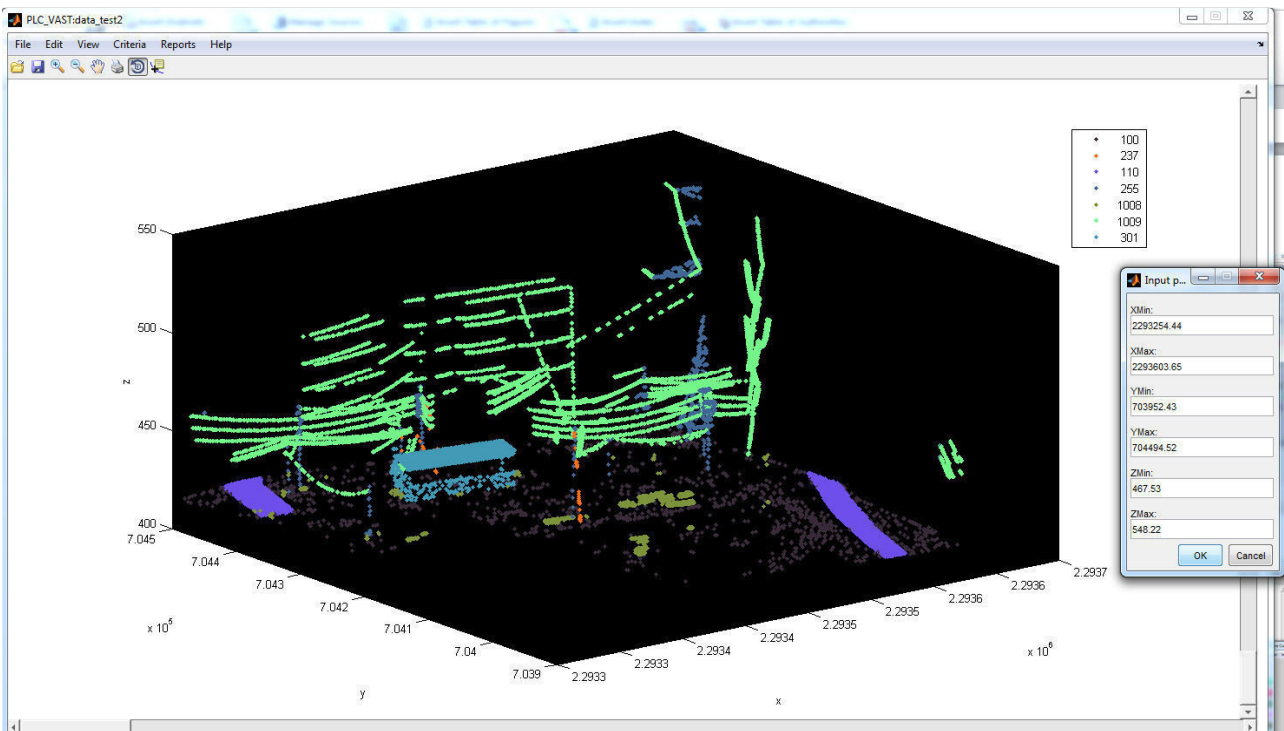 PLC_VAST:data_test2
File Edit View Criteria Reports Help
100
237
110
255
1008
1009
301
550
500
450
400
z
7.045
7.044
7.043
7.042
7.041
7.04
7.039
x 10^5
y
2.2933
2.2933
2.2934
2.2934
2.2935
2.2935
2.2936
2.2936
2.2937
x 10^6
x
Input p...
XMin:
2293254.44
XMax:
2293603.65
YMin:
703952.43
YMax:
704494.52
ZMin:
467.53
ZMax:
548.22
OK Cancel